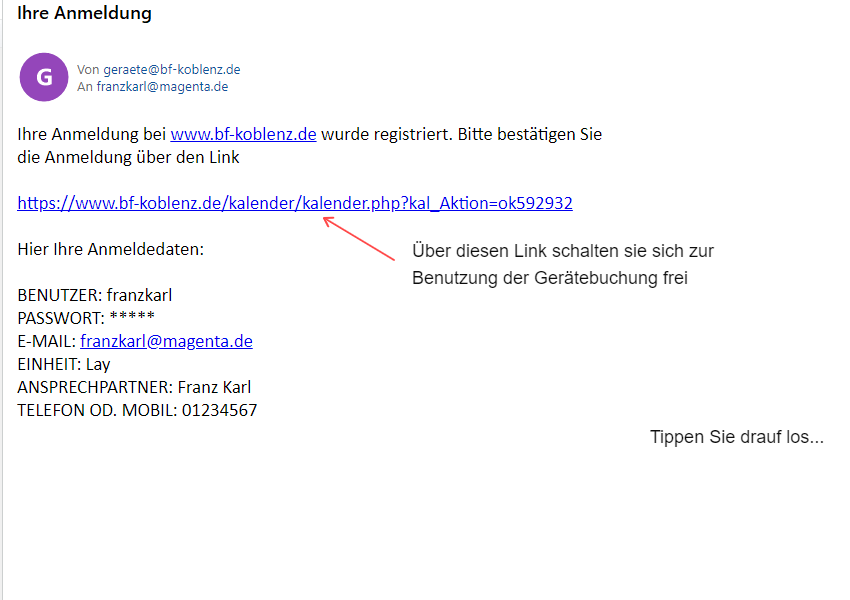 Ihre Anmeldung
G
Von geraete@bf-koblenz.de
An franzkarl@magenta.de
Ihre Anmeldung bei www.bf-koblenz.de wurde registriert. Bitte bestätigen Sie
die Anmeldung über den Link
https://www.bf-koblenz.de/kalender/kalender.php?kal_Aktion=ok592932
Hier Ihre Anmeldedaten:
Über diesen Link schalten sie sich zur
Benutzung der Gerätebuchung frei
BENUTZER: franzkarl
PASSWORT: *****
E-MAIL: franzkarl@magenta.de
EINHEIT: Lay
ANSPRECHPARTNER: Franz Karl
TELEFON OD. MOBIL: 01234567
Tippen Sie drauf los...